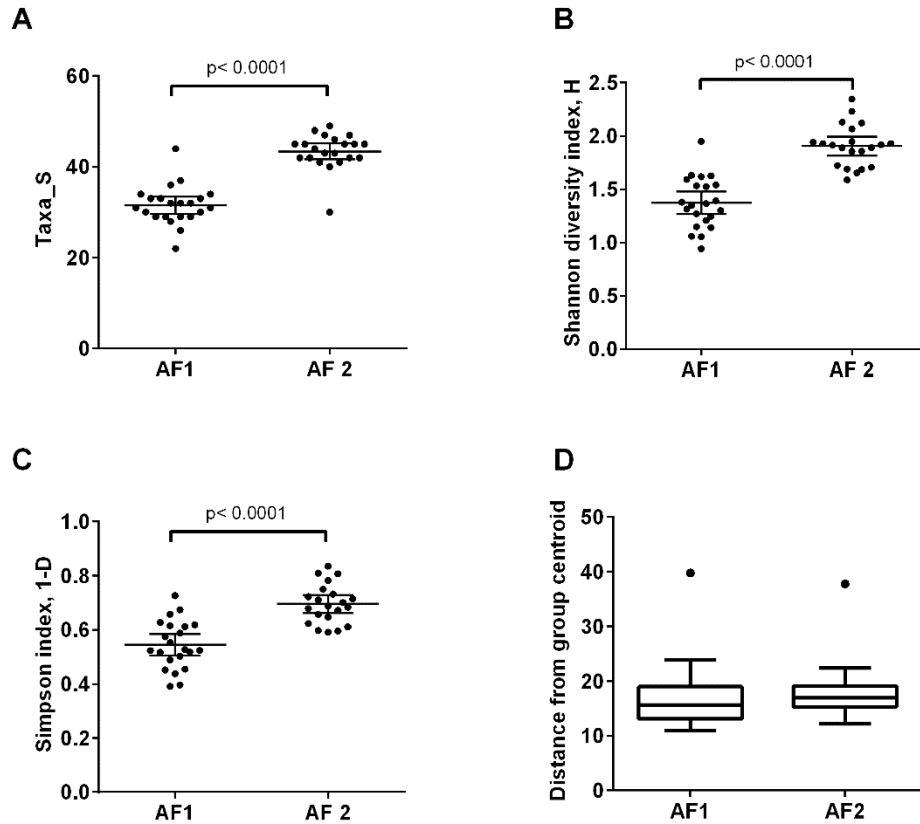 A
p< 0.0001
Taxa_S
60
40
20
0
AF1
AF 2
B
p< 0.0001
Shannon diversity index, H
2.5
2.0
1.5
1.0
0.5
0.0
AF1
AF 2
C
p< 0.0001
Simpson index, 1-D
1.0
0.8
0.6
0.4
0.2
0.0
AF1
AF 2
D
Distance from group centroid
50
40
30
20
10
0
AF1
AF2